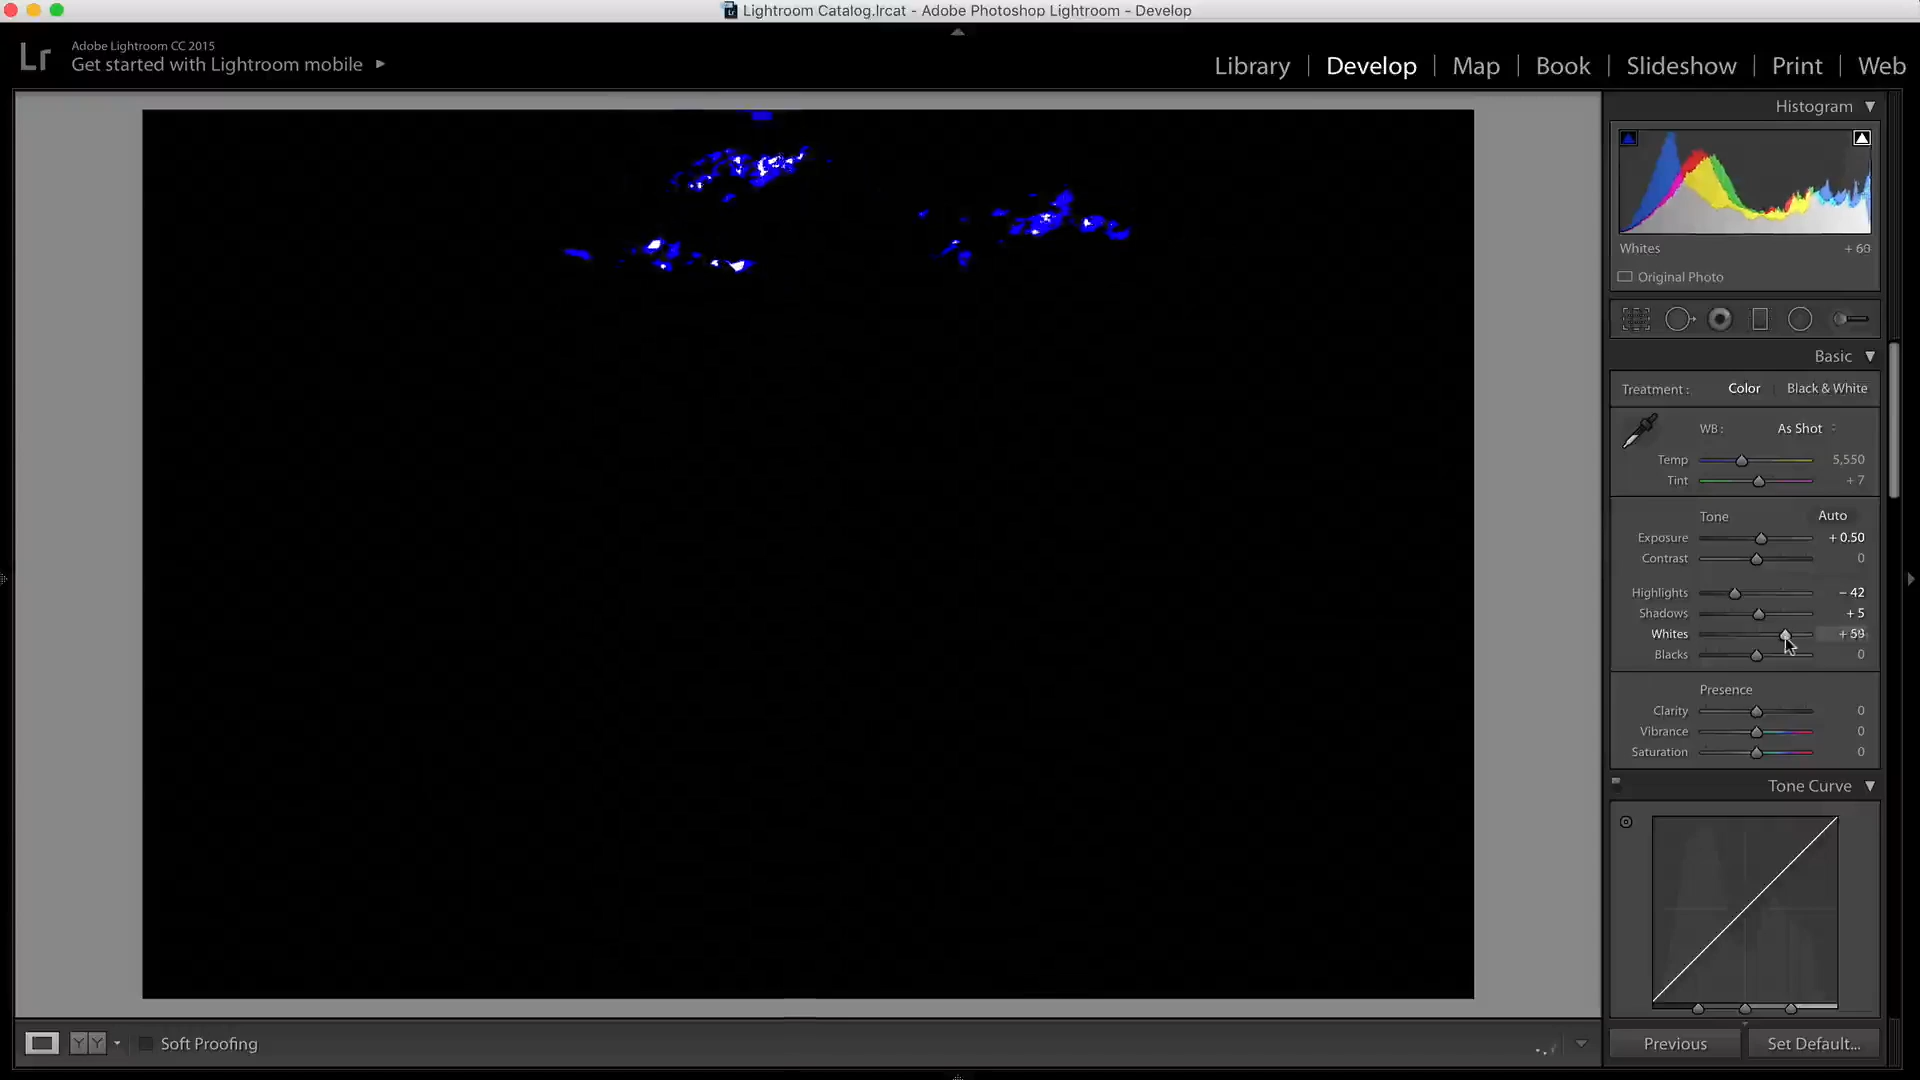 Lightroom Catalog.lrcat - Adobe Photoshop Lightroom - Develop
Lr
Adobe Lightroom CC 2015
Get started with Lightroom mobile
Library | Develop | Map | Book | Slideshow | Print | Web
Histogram
Whites + 60
Original Photo
Basic
Treatment : Color Black & White
WB : As Shot
Temp 5,550
Tint + 7
Tone Auto
Exposure + 0.50
Contrast 0
Highlights − 42
Shadows + 5
Whites + 59
Blacks 0
Presence
Clarity 0
Vibrance 0
Saturation 0
Tone Curve
Y Y
Soft Proofing
Previous
Set Default...